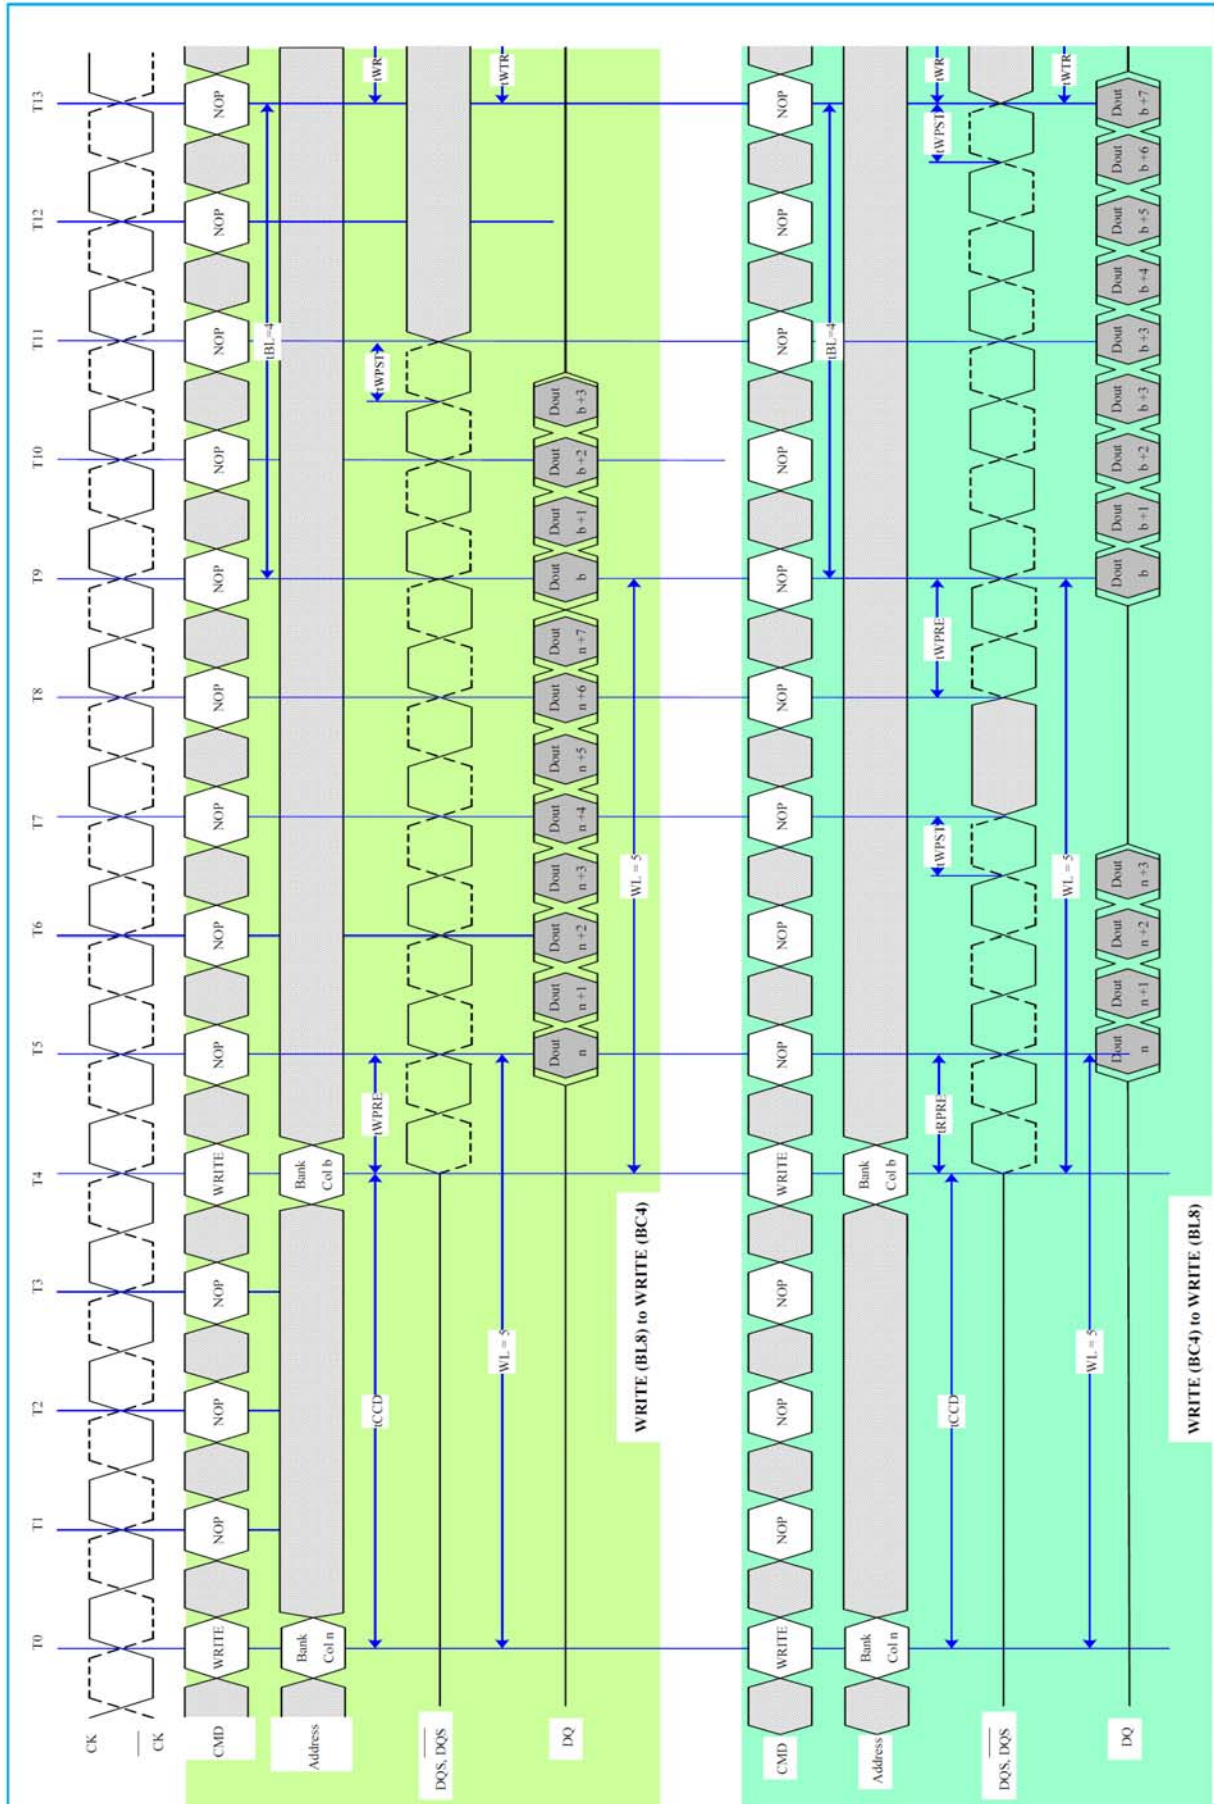 T0 T1 T2 T3 T4 T5 T6 T7 T8 T9 T10 T11 T12 T13
CK
CK
CMD
WRITE NOP NOP NOP WRITE NOP NOP NOP NOP NOP NOP NOP NOP NOP
tBL=4
Address
Bank Col n
Bank Col b
tCCD tWPRE tWPST tWR
DQS, DQS
WL = 5 tWTR
DQ
Dout n
Dout n +1
Dout n +2
Dout n +3
Dout n +4
Dout n +5
Dout n +6
Dout n +7
Dout b
Dout b +1
Dout b +2
Dout b +3
WL = 5
WRITE (BL8) to WRITE (BC4)
CMD
WRITE NOP NOP NOP WRITE NOP NOP NOP NOP NOP NOP NOP NOP NOP
tBL=4
Address
Bank Col n
Bank Col b
tCCD tRPRE tWPST tWPRE tWPST tWR
DQS, DQS
WL = 5 tWTR
WL = 5
DQ
Dout n
Dout n +1
Dout n +2
Dout n +3
Dout b
Dout b +1
Dout b +2
Dout b +3
Dout b +3
Dout b +4
Dout b +5
Dout b +6
Dout b +7
WRITE (BC4) to WRITE (BL8)